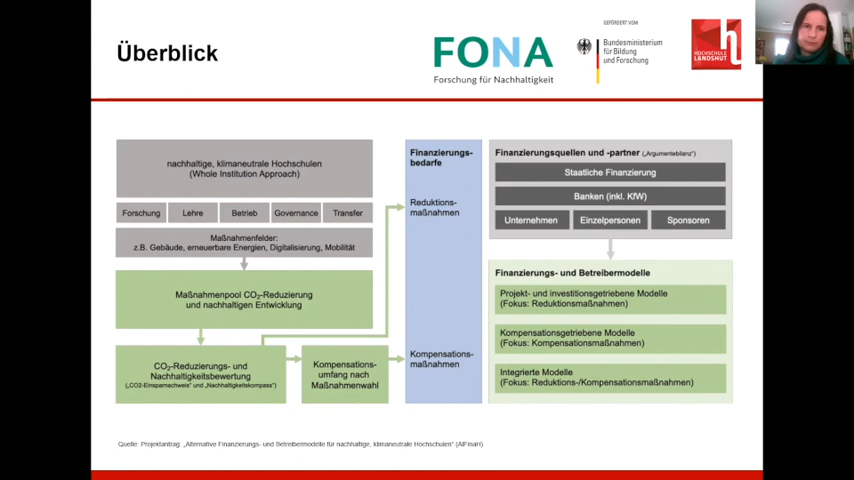 Überblick
FONA
Forschung für Nachhaltigkeit
GEFÖRDERT VOM
Bundesministerium
für Bildung
und Forschung
HOCHSCHULE
LANDSHUT
nachhaltige, klimaneutrale Hochschulen
(Whole Institution Approach)
Forschung
Lehre
Betrieb
Governance
Transfer
Maßnahmenfelder:
z.B. Gebäude, erneuerbare Energien, Digitalisierung, Mobilität
Maßnahmenpool CO₂-Reduzierung
und nachhaltigen Entwicklung
CO₂-Reduzierungs- und
Nachhaltigkeitsbewertung
(„CO2-Einsparnachweis" und „Nachhaltigkeitskompass")
Kompensations-
umfang nach
Maßnahmenwahl
Finanzierungs-
bedarfe
Reduktions-
maßnahmen
Kompensations-
maßnahmen
Finanzierungsquellen und -partner („Argumentebilanz")
Staatliche Finanzierung
Banken (inkl. KfW)
Unternehmen
Einzelpersonen
Sponsoren
Finanzierungs- und Betreibermodelle
Projekt- und investitionsgetriebene Modelle
(Fokus: Reduktionsmaßnahmen)
Kompensationsgetriebene Modelle
(Fokus: Kompensationsmaßnahmen)
Integrierte Modelle
(Fokus: Reduktions-/Kompensationsmaßnahmen)
Quelle: Projektantrag: „Alternative Finanzierungs- und Betreibermodelle für nachhaltige, klimaneutrale Hochschulen" (AlFinaH)